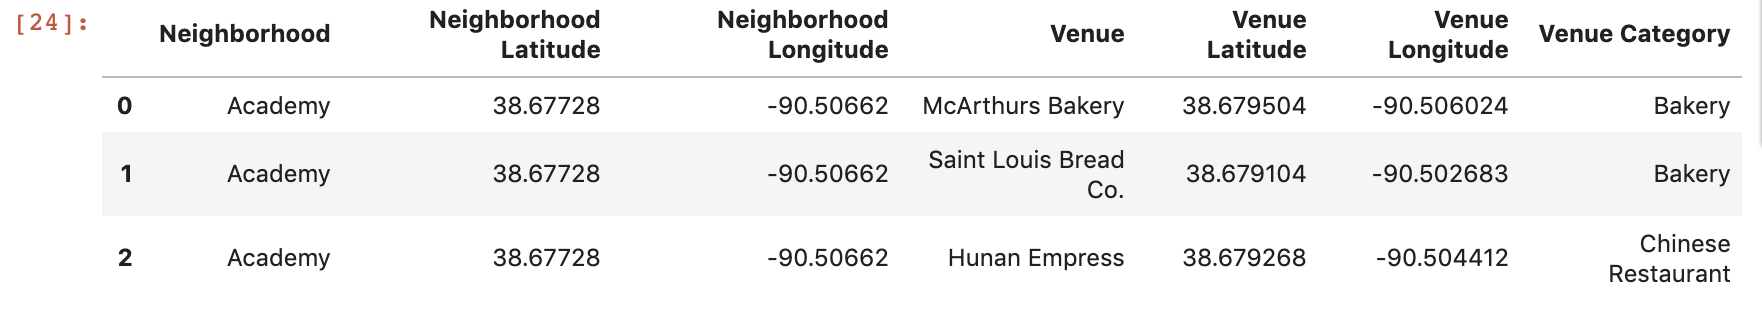 [24]:
Neighborhood Neighborhood Latitude Neighborhood Longitude Venue Venue Latitude Venue Longitude Venue Category
0 Academy 38.67728 -90.50662 McArthurs Bakery 38.679504 -90.506024 Bakery
1 Academy 38.67728 -90.50662 Saint Louis Bread Co. 38.679104 -90.502683 Bakery
2 Academy 38.67728 -90.50662 Hunan Empress 38.679268 -90.504412 Chinese Restaurant